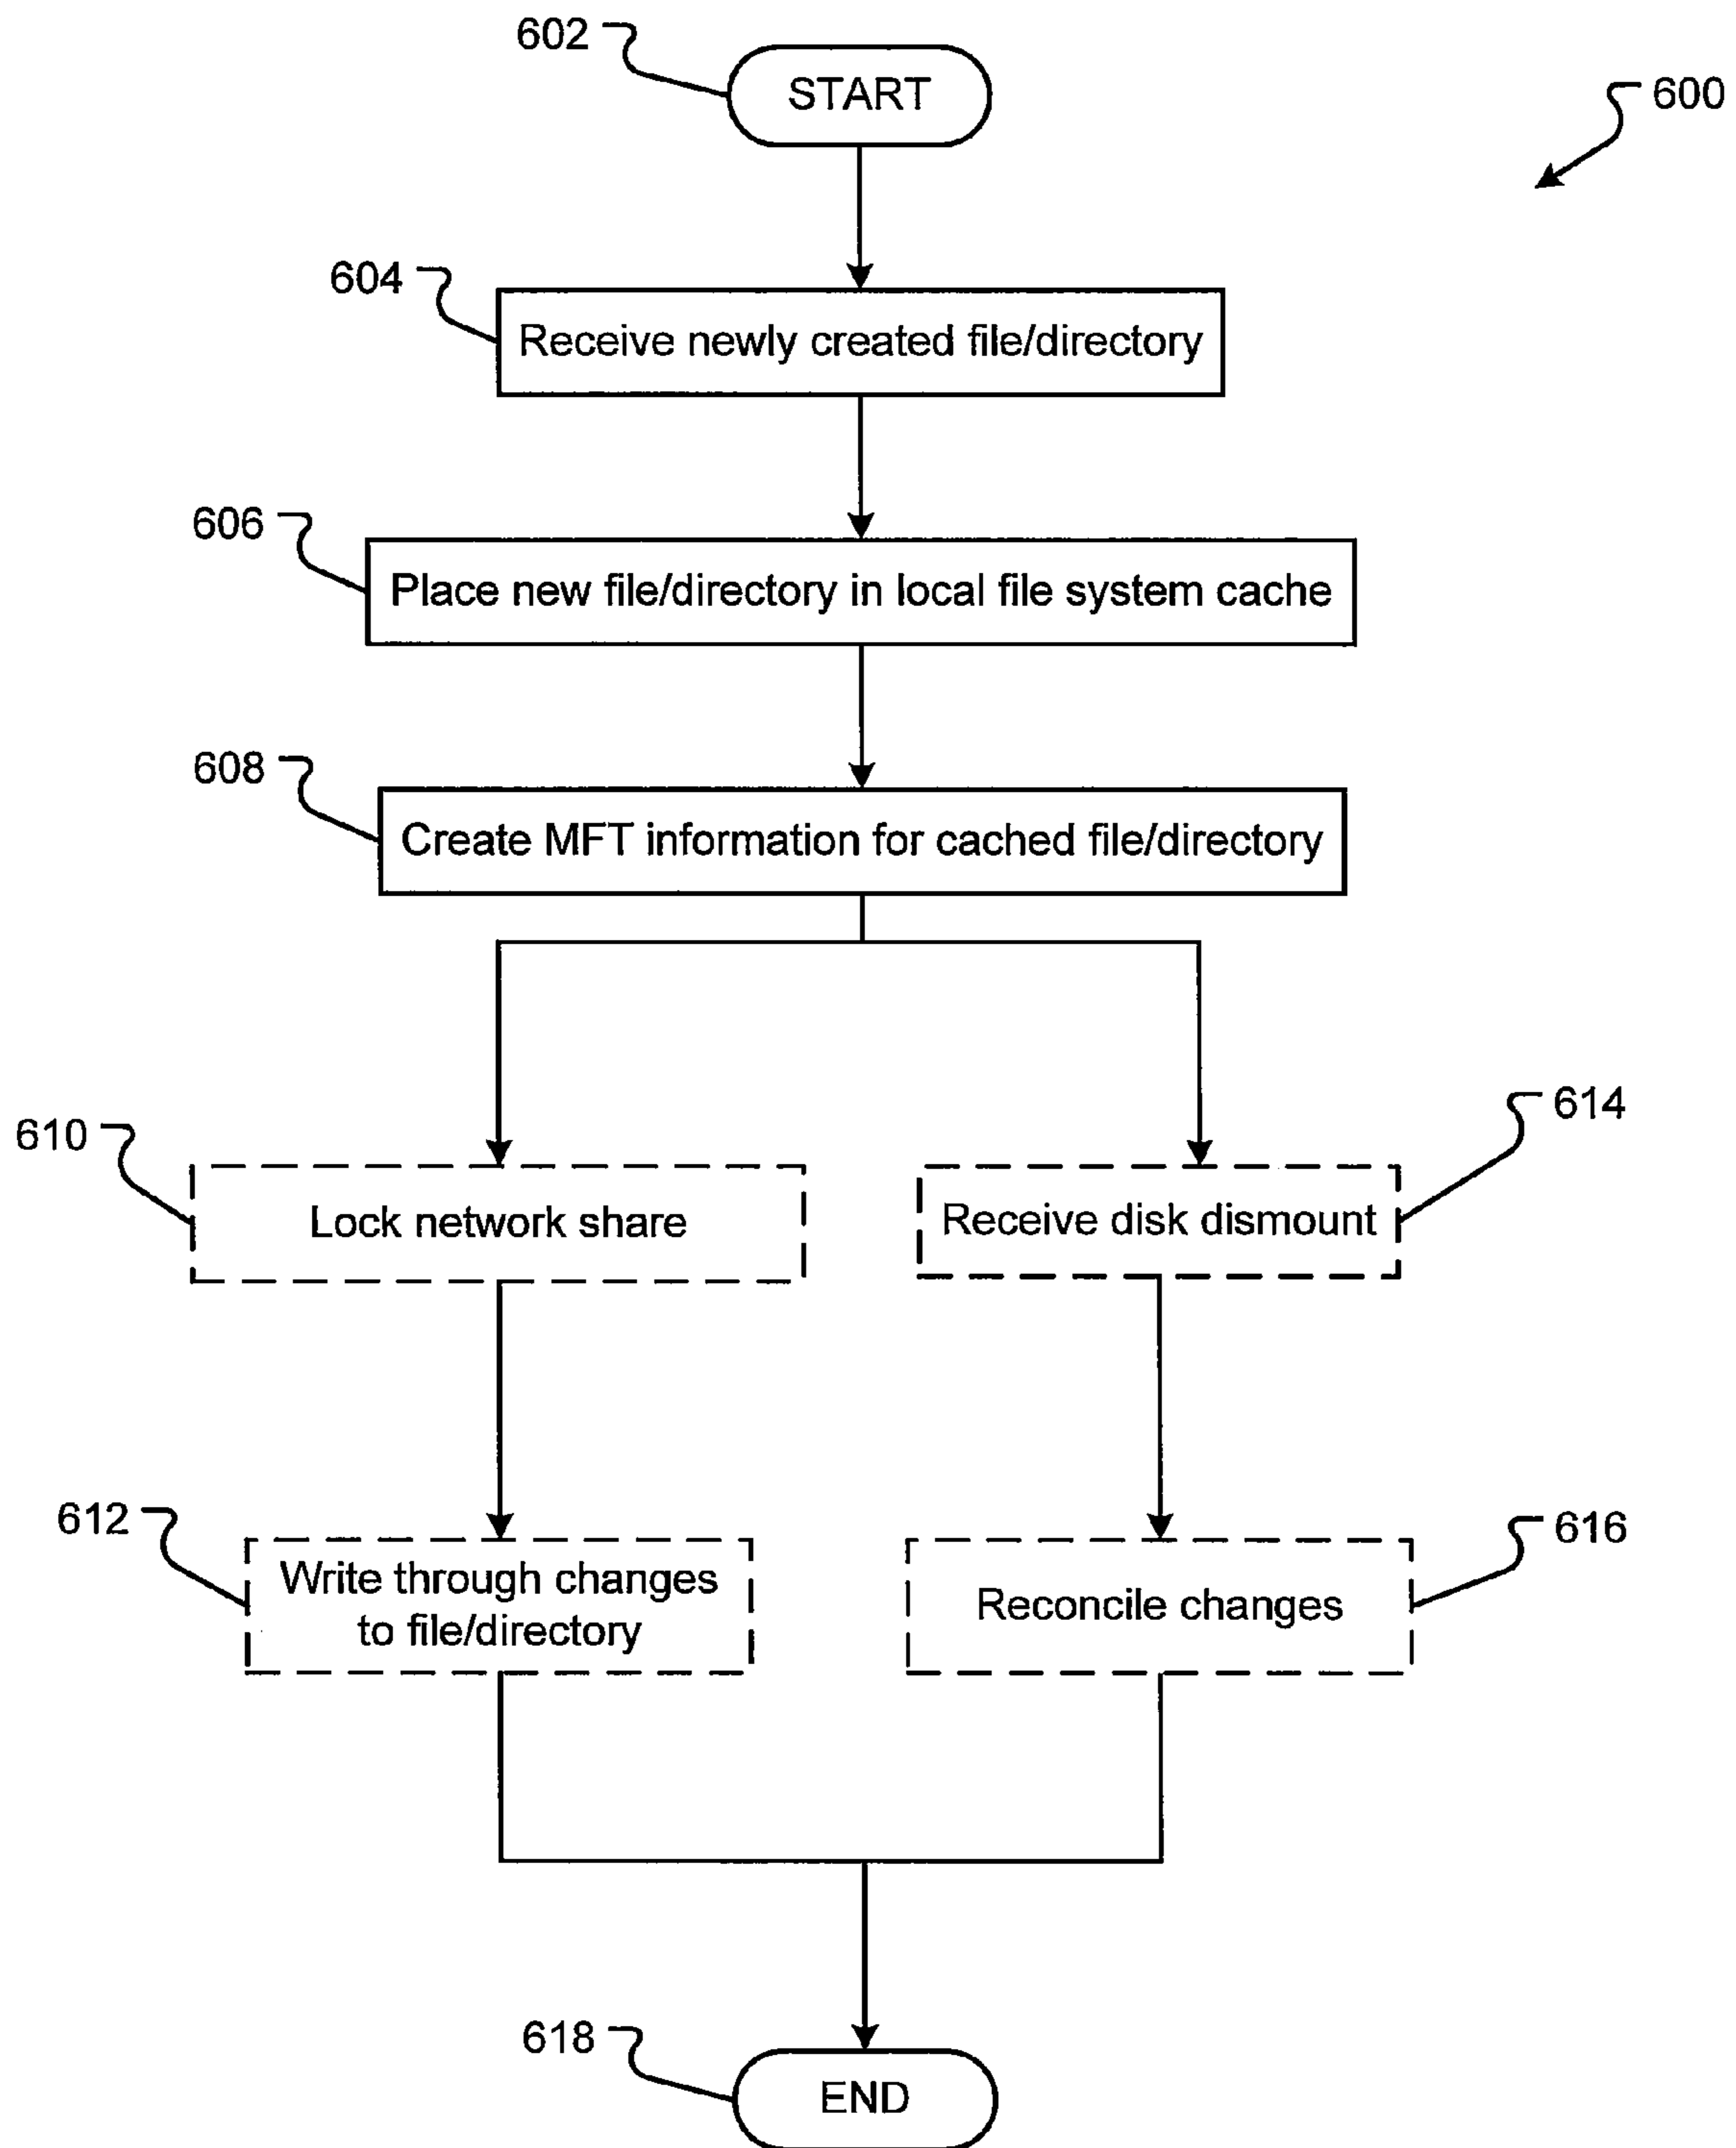 602
START
600
604
Receive newly created file/directory
606
Place new file/directory in local file system cache
608
Create MFT information for cached file/directory
610
Lock network share
614
Receive disk dismount
612
Write through changes
to file/directory
616
Reconcile changes
618
END